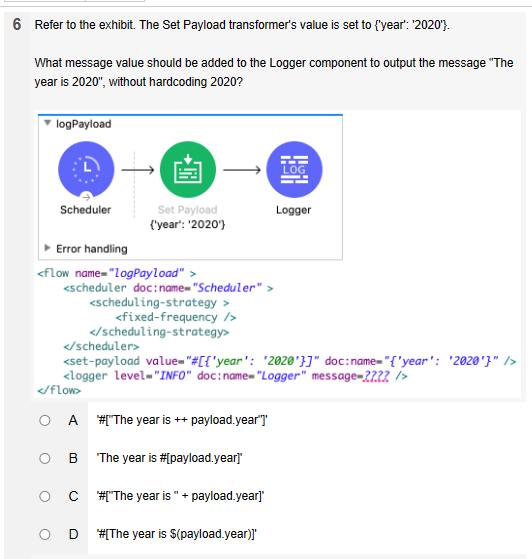 6 Refer to the exhibit. The Set Payload transformer's value is set to {'year': '2020'}.
What message value should be added to the Logger component to output the message "The
year is 2020", without hardcoding 2020?
logPayload
Scheduler
Set Payload
{'year': '2020'}
LOG
Logger
Error handling
<flow name="logPayload" >
<scheduler doc:name="Scheduler" >
<scheduling-strategy >
<fixed-frequency />
</scheduling-strategy>
</scheduler>
<set-payload value="#[{'year': '2020'}]" doc:name="{'year': '2020'}" />
<logger level="INFO" doc:name="Logger" message=???? />
</flow>
A '#["The year is ++ payload.year"]'
B 'The year is #[payload.year]'
C '#["The year is " + payload.year]'
D '#[The year is $(payload.year)]'